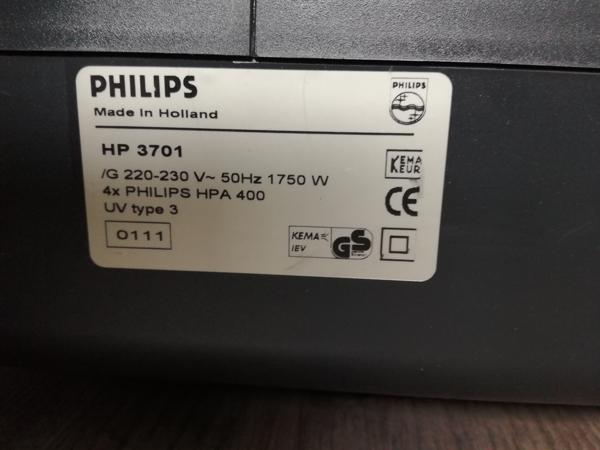 PHILIPS
Made in Holland
PHILIPS
HP 3701
/G 220-230 V~ 50Hz 1750 W
4x PHILIPS HPA 400
UV type 3
0111
KEMA
KEUR
CE
KEMA
IEV
GS